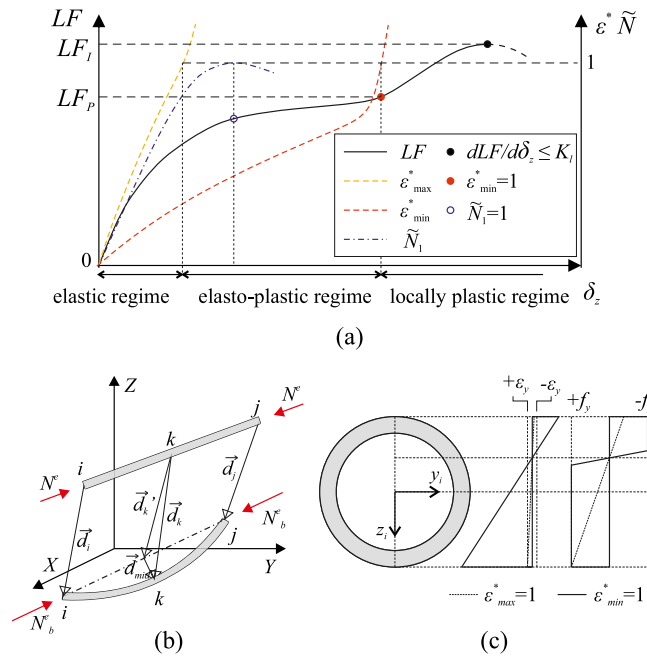 LF
ε* Ñ
LF_I
1
LF_P
LF
dLF/dδ_z ≤ K_l
ε*_max
ε*_min=1
ε*_min
Ñ_1=1
Ñ_1
0
elastic regime
elasto-plastic regime
locally plastic regime
δ_z
(a)
Z
N^e
j
k
i
N^e
d_j
d_k'
d_k
N^e_b
d_i
j
X
d_min
Y
i
k
N^e_b
(b)
+ε_y
-ε_y
+f_y
-f
y_i
z_i
ε*_max=1
ε*_min=1
(c)